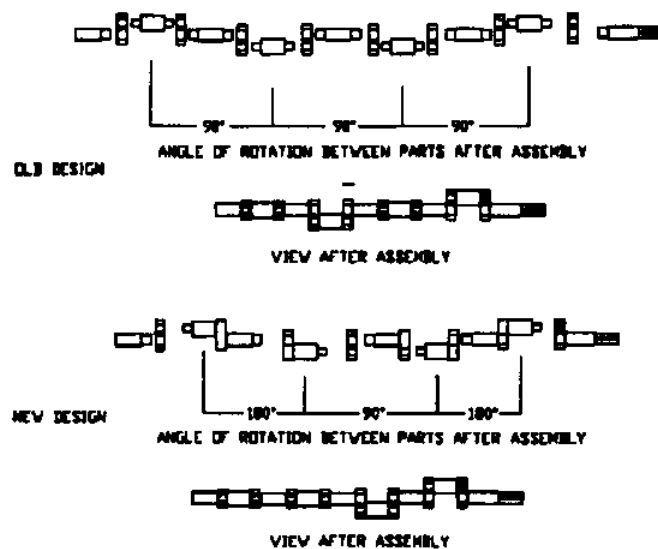 90° 90° 90°
ANGLE OF ROTATION BETWEEN PARTS AFTER ASSEMBLY
OLD DESIGN
VIEW AFTER ASSEMBLY
180° 90° 180°
NEW DESIGN
ANGLE OF ROTATION BETWEEN PARTS AFTER ASSEMBLY
VIEW AFTER ASSEMBLY